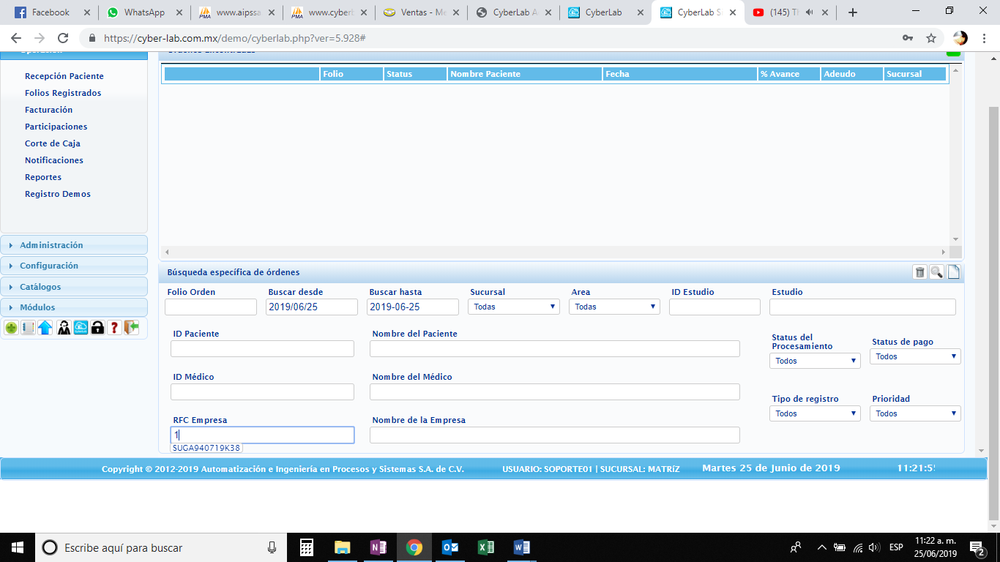 Facebook
WhatsApp
www.aipssa
www.cyberl
Ventas - Me
CyberLab A
CyberLab
CyberLab S
(145) T
https://cyber-lab.com.mx/demo/cyberlab.php?ver=5.928#
Recepción Paciente
Folios Registrados
Facturación
Participaciones
Corte de Caja
Notificaciones
Reportes
Registro Demos
Administración
Configuración
Catálogos
Módulos
Folio Status Nombre Paciente Fecha % Avance Adeudo Sucursal
Búsqueda específica de órdenes
Folio Orden Buscar desde Buscar hasta Sucursal Area ID Estudio Estudio
2019/06/25 2019-06-25 Todas Todas
ID Paciente Nombre del Paciente
Status del
Procesamiento
Status de pago
Todos Todos
ID Médico Nombre del Médico
Tipo de registro Prioridad
Todos Todos
RFC Empresa Nombre de la Empresa
1
SUGA940719K38
Copyright © 2012-2019 Automatización e Ingeniería en Procesos y Sistemas S.A. de C.V. USUARIO: SOPORTE01 | SUCURSAL: MATRíZ Martes 25 de Junio de 2019 11:21:5
Escribe aquí para buscar
ESP
11:22 a. m.
25/06/2019
2